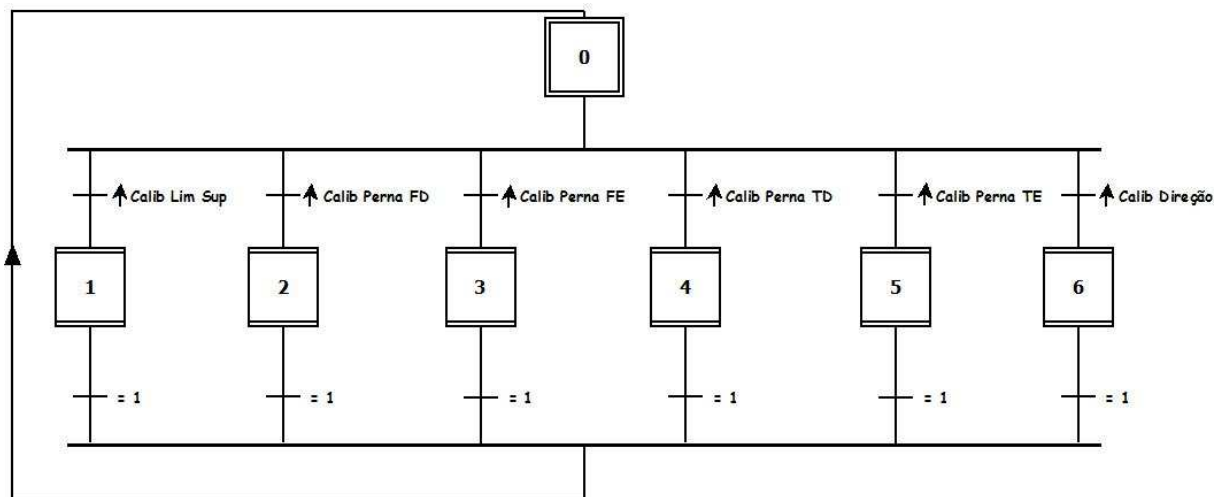 0
↑ Calib Lim Sup
↑ Calib Perna FD
↑ Calib Perna FE
↑ Calib Perna TD
↑ Calib Perna TE
↑ Calib Direção
1
2
3
4
5
6
= 1
= 1
= 1
= 1
= 1
= 1